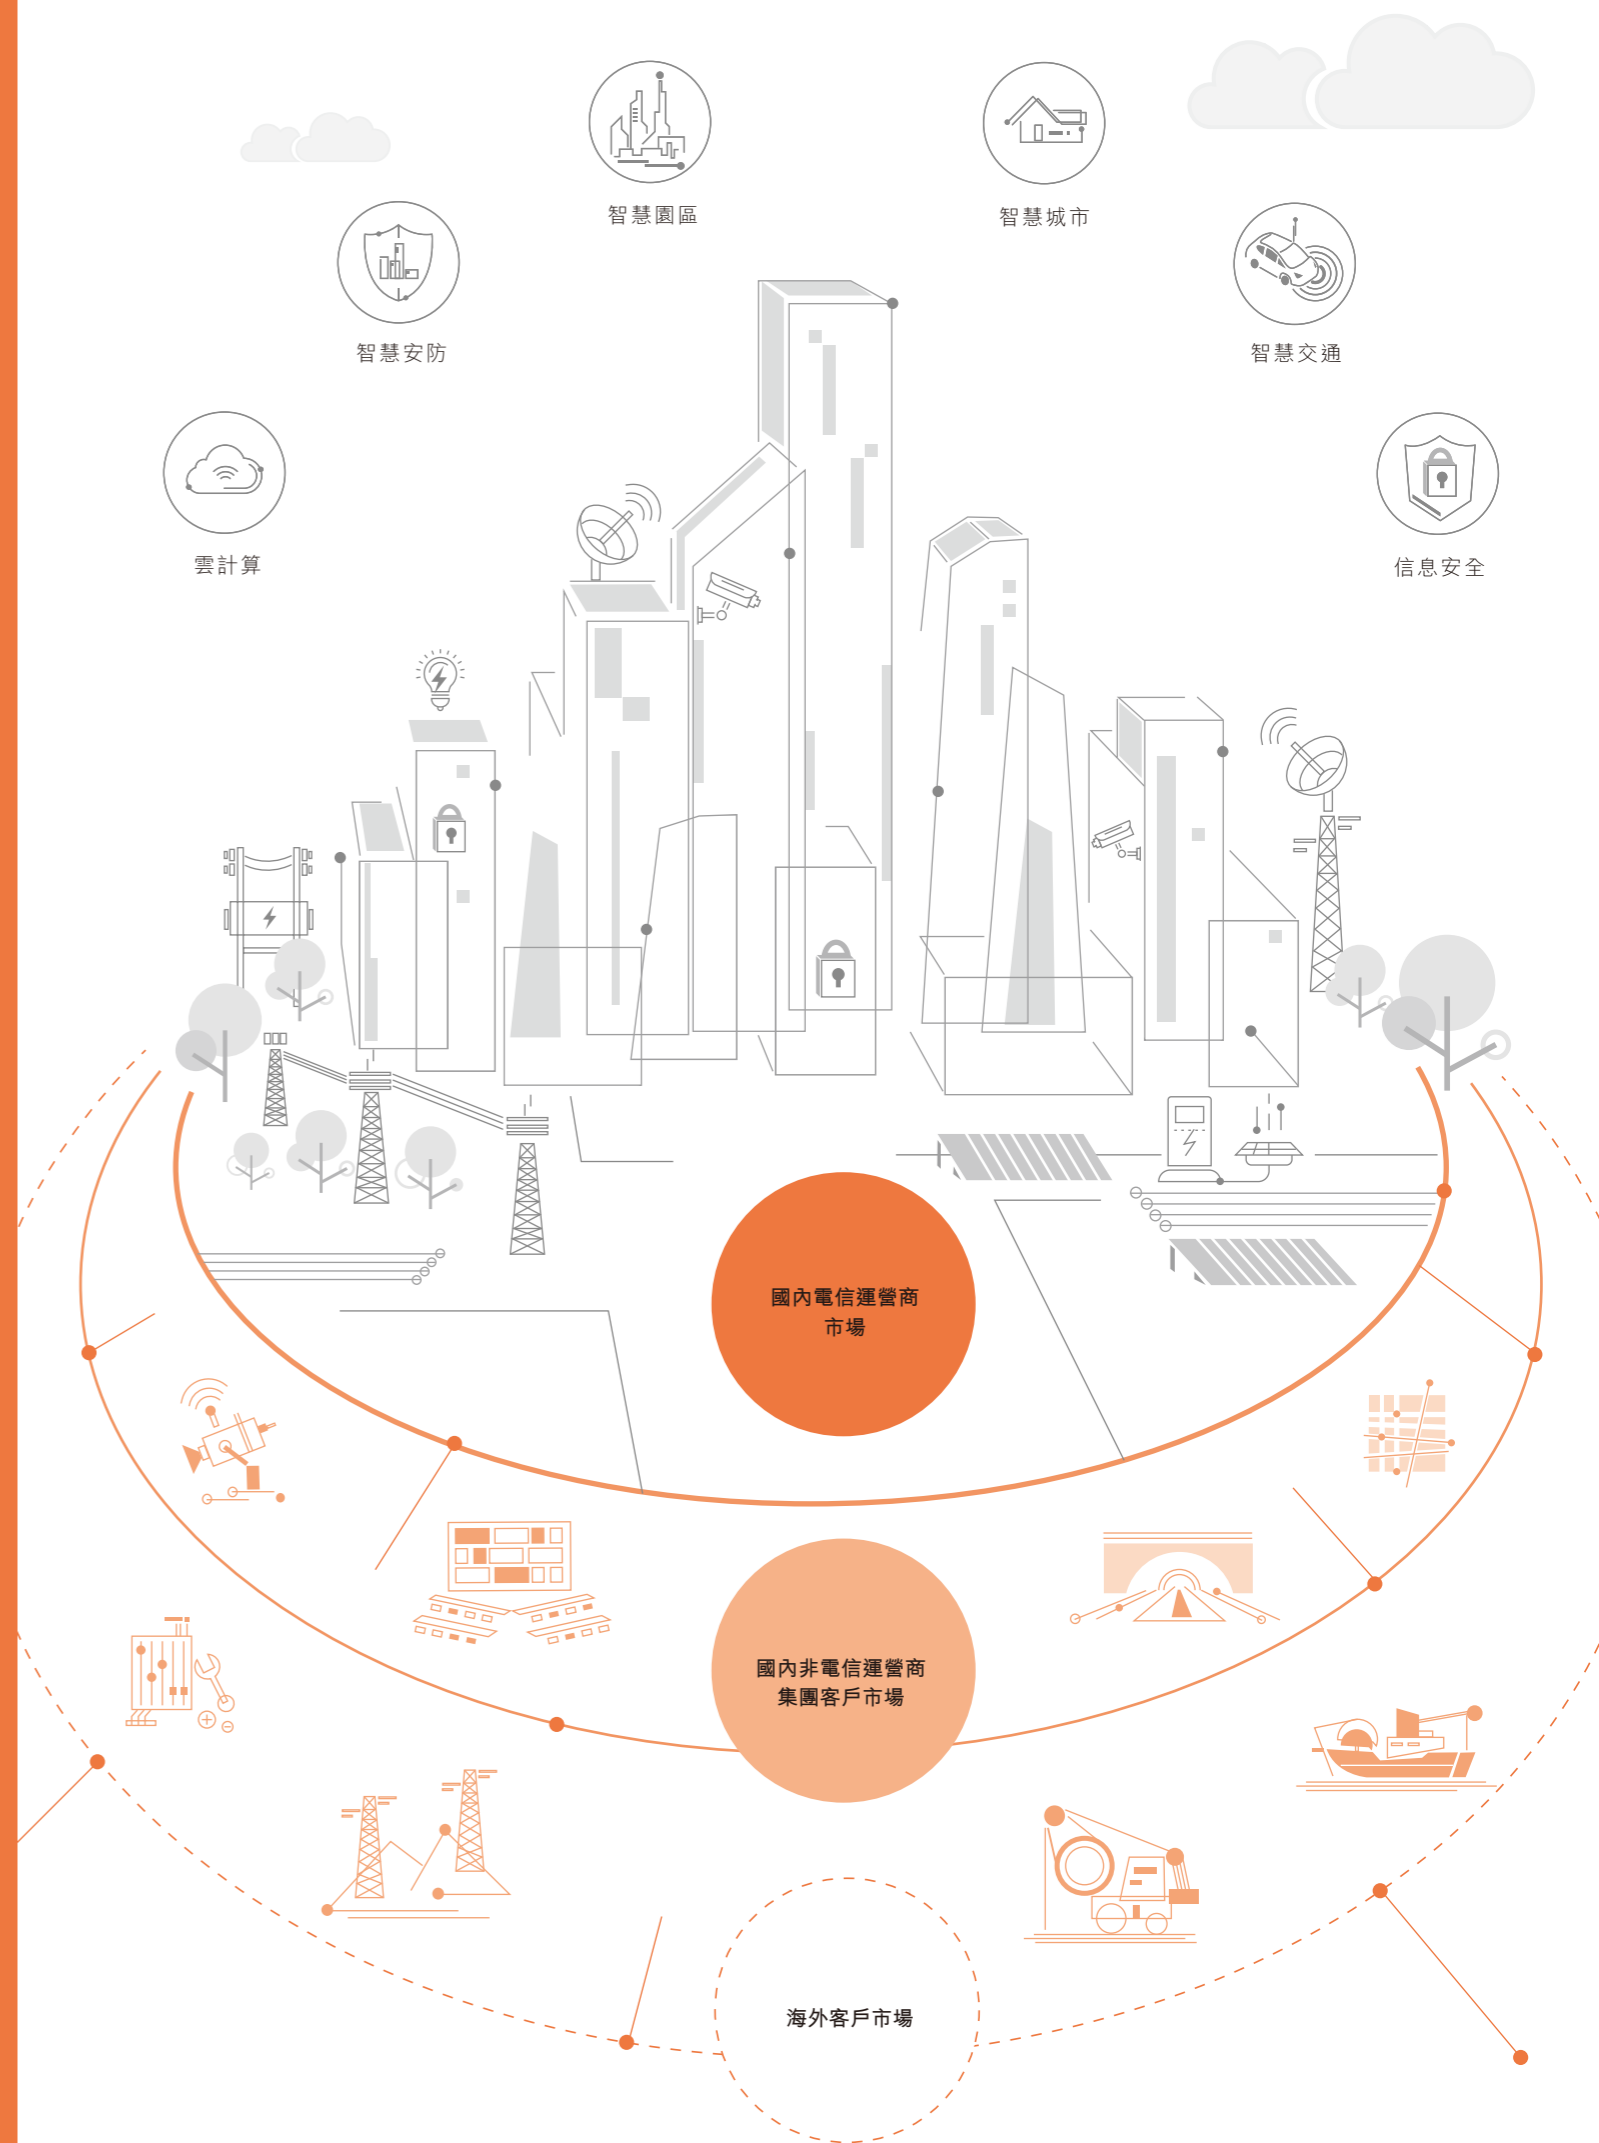 智慧園區
智慧城市
智慧安防
智慧交通
雲計算
信息安全
國內電信運營商
市場
國內非電信運營商
集團客戶市場
海外客戶市場